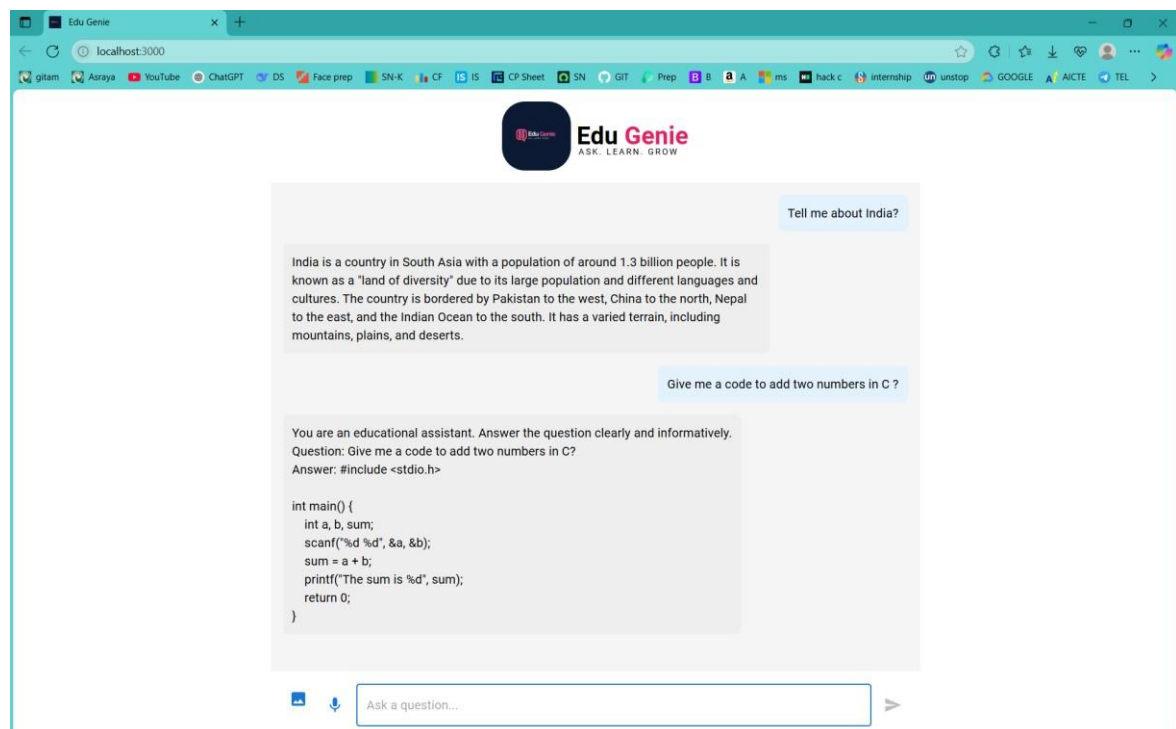 Edu Genie
localhost:3000
gitam Asraya YouTube ChatGPT DS Face prep SN-K CF IS IS CP Sheet SN GIT Prep B B a A ms hack c internship un unstop GOOGLE AICTE TEL
Edu Genie
Edu Genie
ASK. LEARN. GROW
Tell me about India?
India is a country in South Asia with a population of around 1.3 billion people. It is
known as a "land of diversity" due to its large population and different languages and
cultures. The country is bordered by Pakistan to the west, China to the north, Nepal
to the east, and the Indian Ocean to the south. It has a varied terrain, including
mountains, plains, and deserts.
Give me a code to add two numbers in C ?
You are an educational assistant. Answer the question clearly and informatively.
Question: Give me a code to add two numbers in C?
Answer: #include <stdio.h>
int main() {
int a, b, sum;
scanf("%d %d", &a, &b);
sum = a + b;
printf("The sum is %d", sum);
return 0;
}
Ask a question...